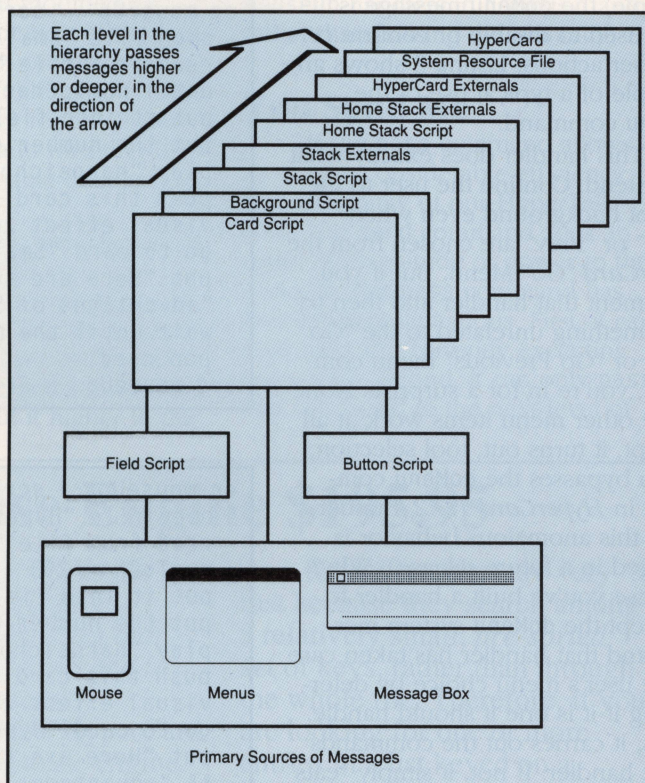 Each level in the
hierarchy passes
messages higher
or deeper, in the
direction of
the arrow
HyperCard
System Resource File
HyperCard Externals
Home Stack Externals
Home Stack Script
Stack Externals
Stack Script
Background Script
Card Script
Field Script
Button Script
Mouse
Menus
Message Box
Primary Sources of Messages